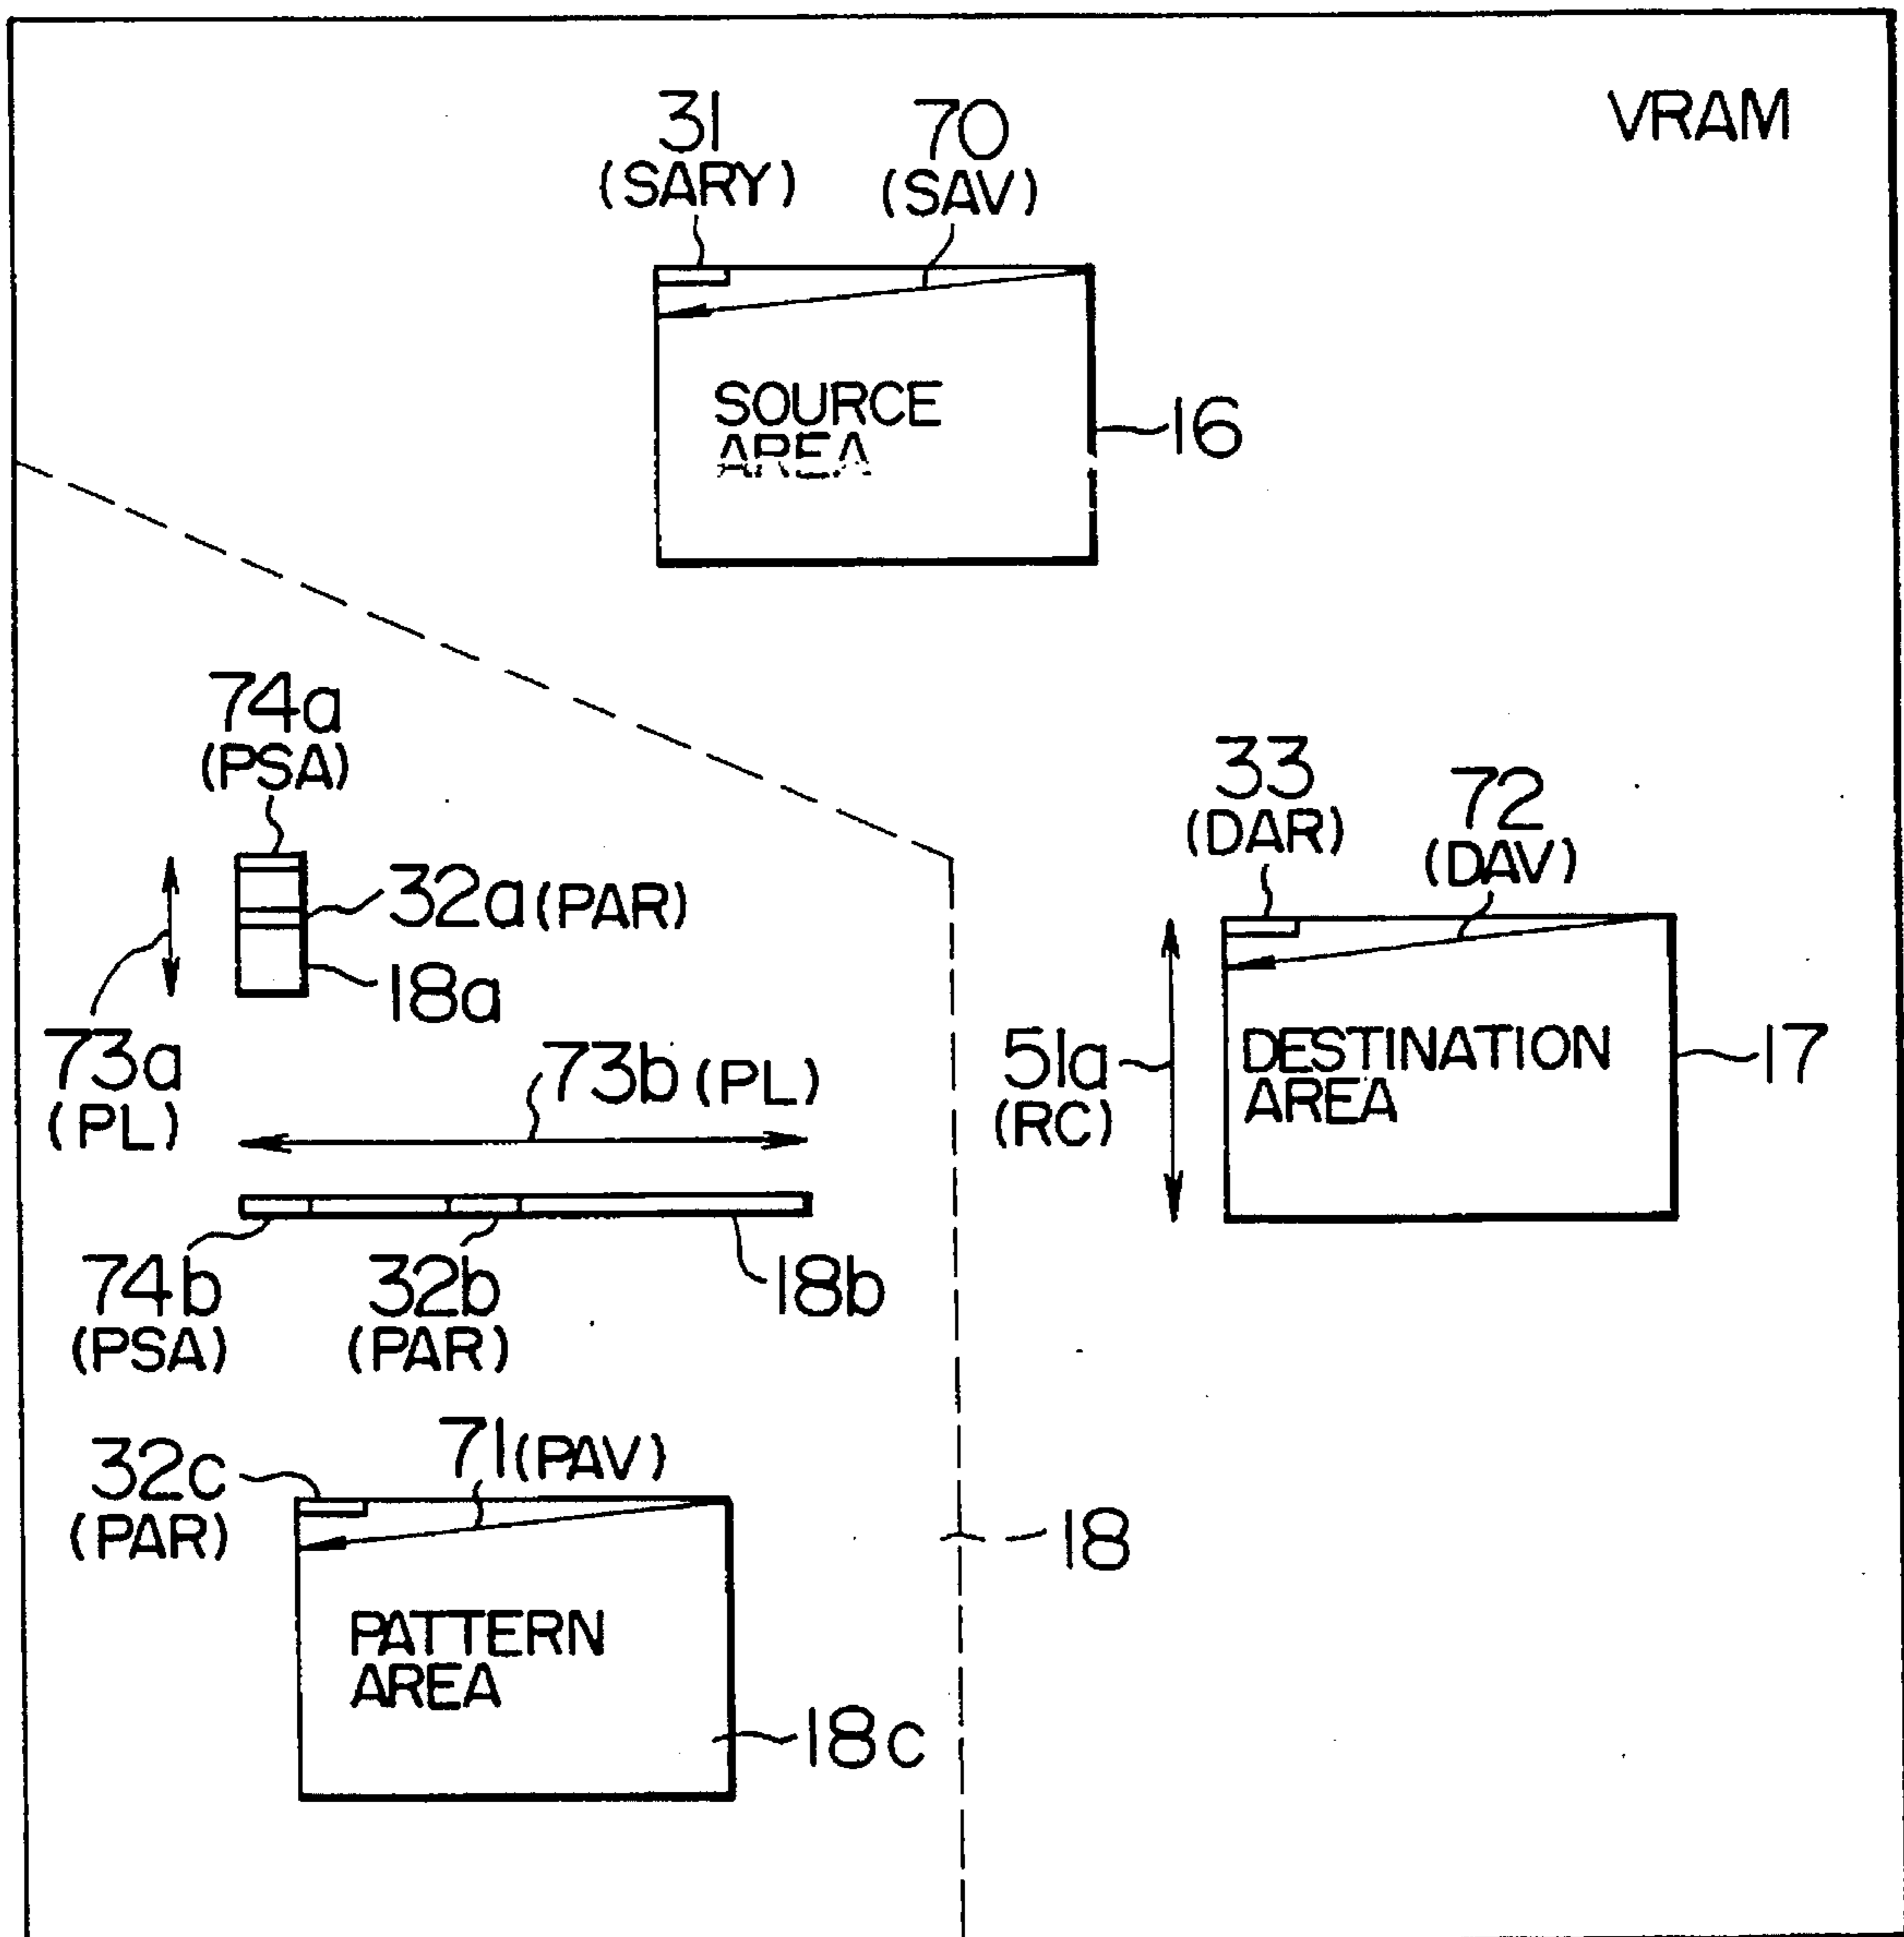 VRAM
31
(SARY)
70
(SAV)
SOURCE
AREA
16
74a
(PSA)
32a (PAR)
18a
73a
(PL)
73b (PL)
74b
(PSA)
32b
(PAR)
18b
33
(DAR)
72
(DAV)
51a
(RC)
DESTINATION
AREA
17
32c
(PAR)
71 (PAV)
18
PATTERN
AREA
18c